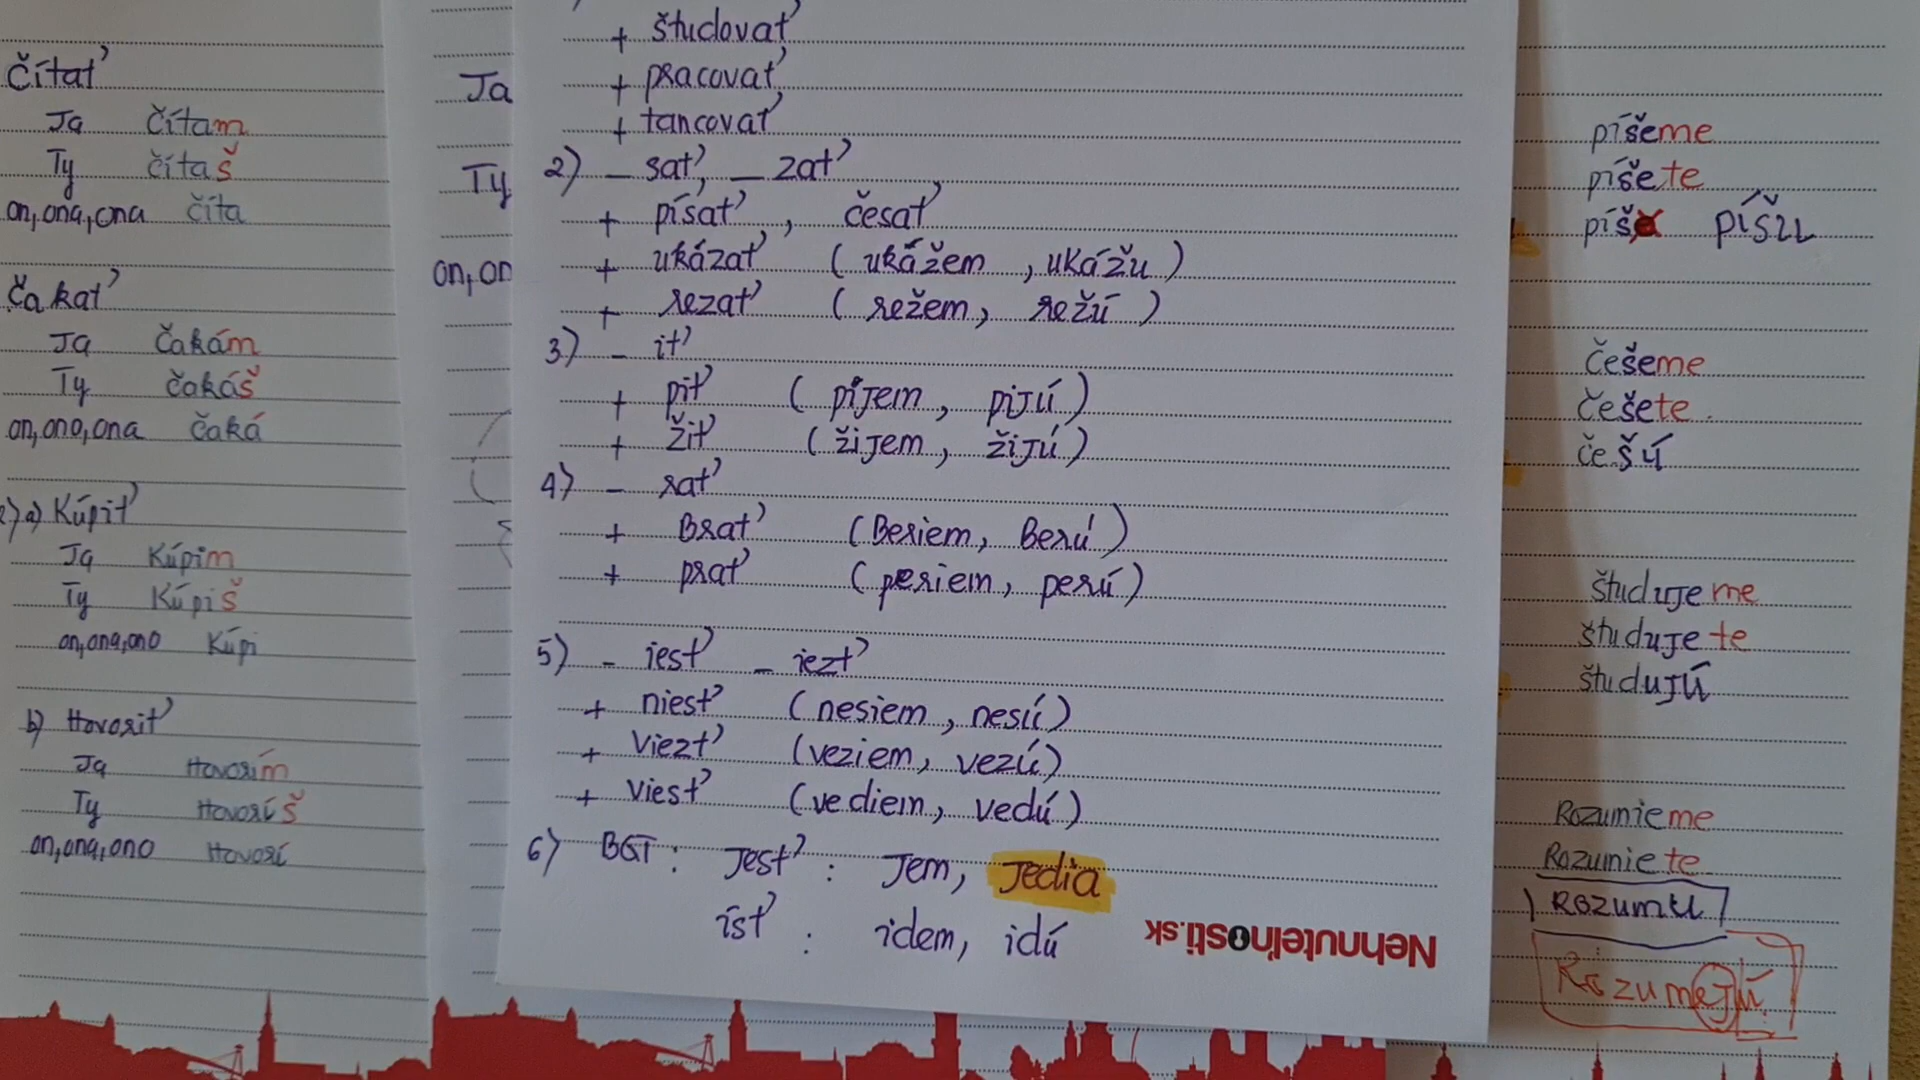 Čítať
Ja čítam
Ty čítaš
on, ona, ono číta
Čakať
Ja čakám
Ty čakáš
on, ono, ona čaká
a) Kúpiť
Ja Kúpim
Ty Kúpiš
on, ona, ono Kúpi
b) Hovoriť
Ja Hovorím
Ty Hovoríš
on, ona, ono Hovorí
Ja
Ty
on, on
+ študovať
+ pracovať
+ tancovať
2) _ sať, _ zať
+ písať, česať
+ ukázať (ukážem, ukážu)
+ rezať (režem, režú)
3) _ iť
+ piť (pijem, pijú)
+ žiť (žijem, žijú)
4) _ rať
+ Brať (Beriem, Berú)
+ prať (periem, perú)
5) _ iesť _ iezť
+ niesť (nesiem, nesú)
+ viezť (veziem, vezú)
+ viesť (vediem, vedú)
6) BGT: Jesť: Jem, Jedia
ísť: idem, idú
Nehnuteľnosti.sk
píšeme
píšete
píšu
češeme
češete
češú
študujeme
študujete
študujú
Rozumieme
Rozumiete
Rozumu
Rozumejú